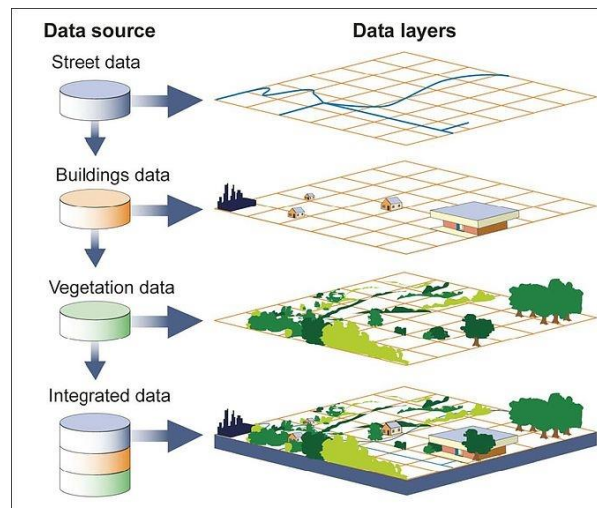 Data source
Data layers
Street data
Buildings data
Vegetation data
Integrated data